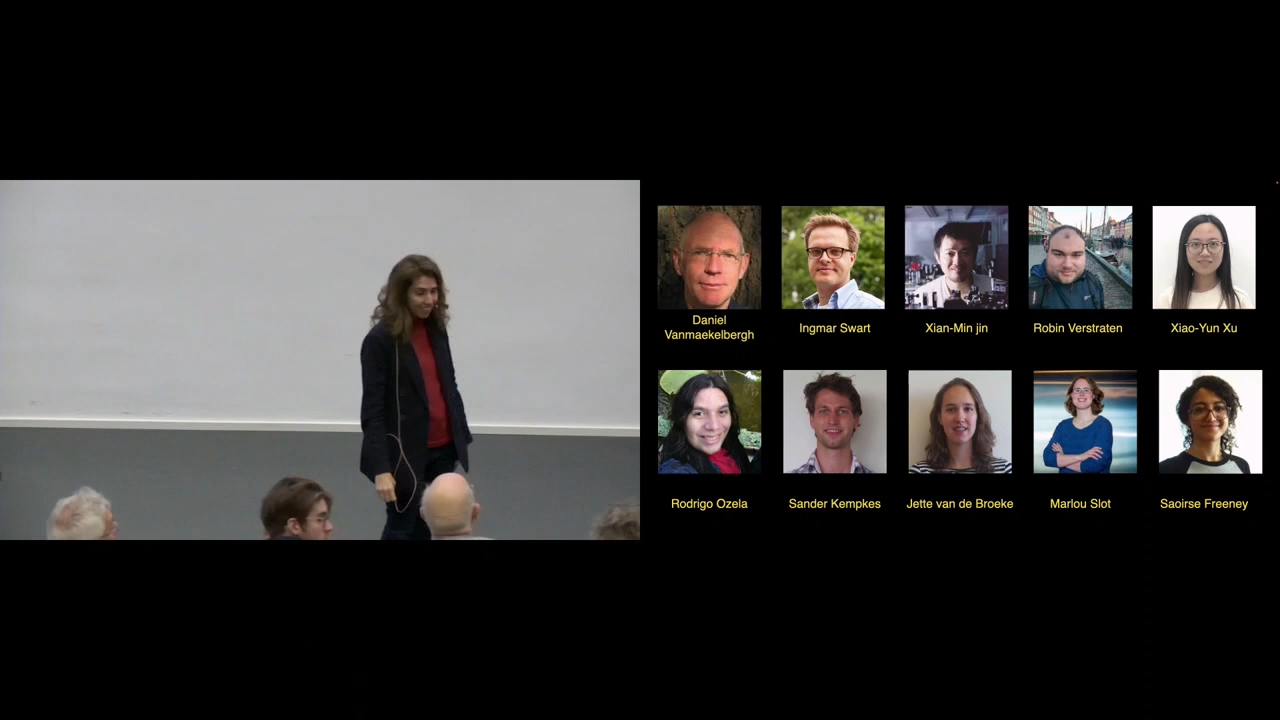 Daniel
Vanmaekelbergh
Ingmar Swart
Xian-Min jin
Robin Verstraten
Xiao-Yun Xu
Rodrigo Ozela
Sander Kempkes
Jette van de Broeke
Marlou Slot
Saoirse Freeney